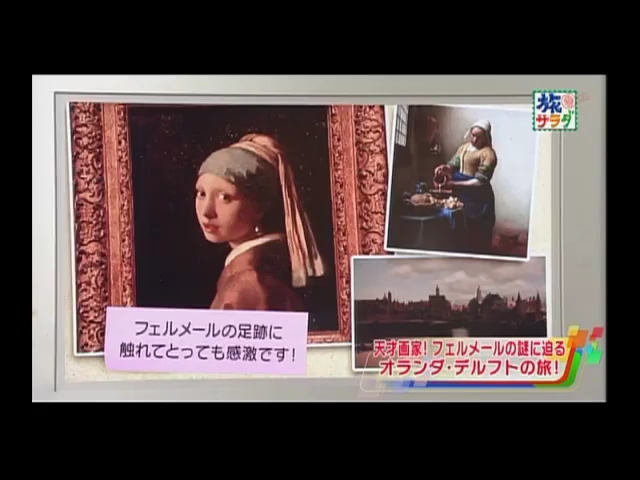 旅
サラダ
フェルメールの足跡に
触れてとっても感激です!
天才画家!フェルメールの謎に迫る
オランダ・デルフトの旅!